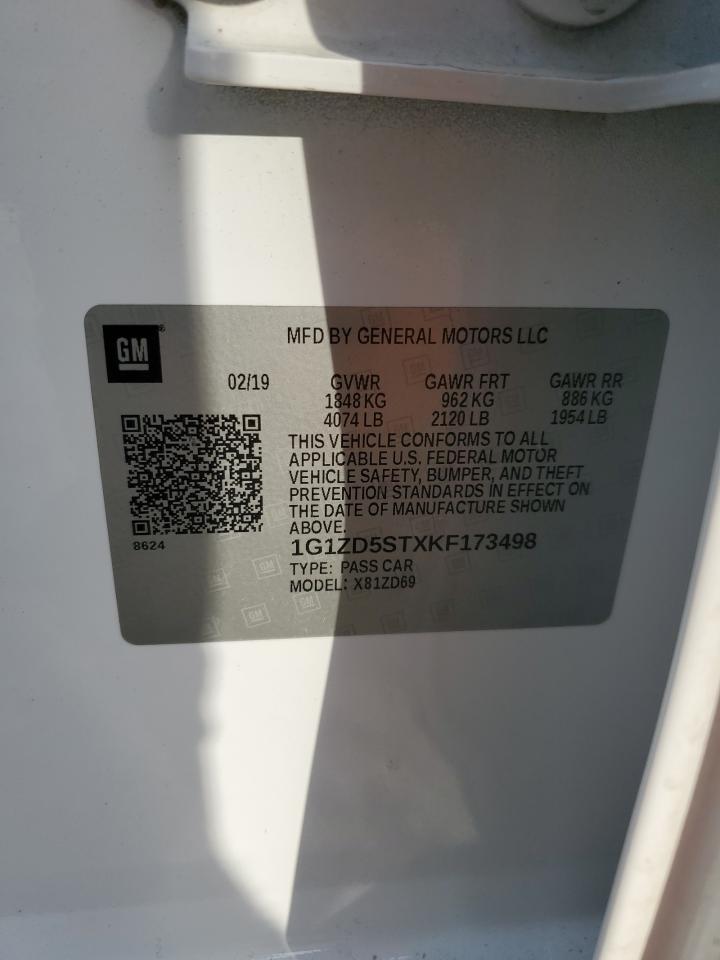 GM
MFD BY GENERAL MOTORS LLC
02/19 GVWR GAWR FRT GAWR RR
1848 KG 962 KG 886 KG
4074 LB 2120 LB 1954 LB
THIS VEHICLE CONFORMS TO ALL
APPLICABLE U.S. FEDERAL MOTOR
VEHICLE SAFETY, BUMPER, AND THEFT
PREVENTION STANDARDS IN EFFECT ON
THE DATE OF MANUFACTURE SHOWN
ABOVE.
8624
1G1ZD5STXKF173498
TYPE: PASS CAR
MODEL: X81ZD69